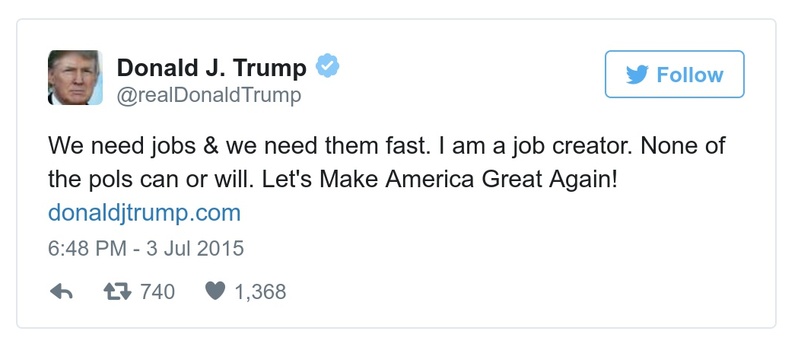 Donald J. Trump
@realDonaldTrump
Follow
We need jobs & we need them fast. I am a job creator. None of
the pols can or will. Let's Make America Great Again!
donaldjtrump.com
6:48 PM - 3 Jul 2015
740 1,368